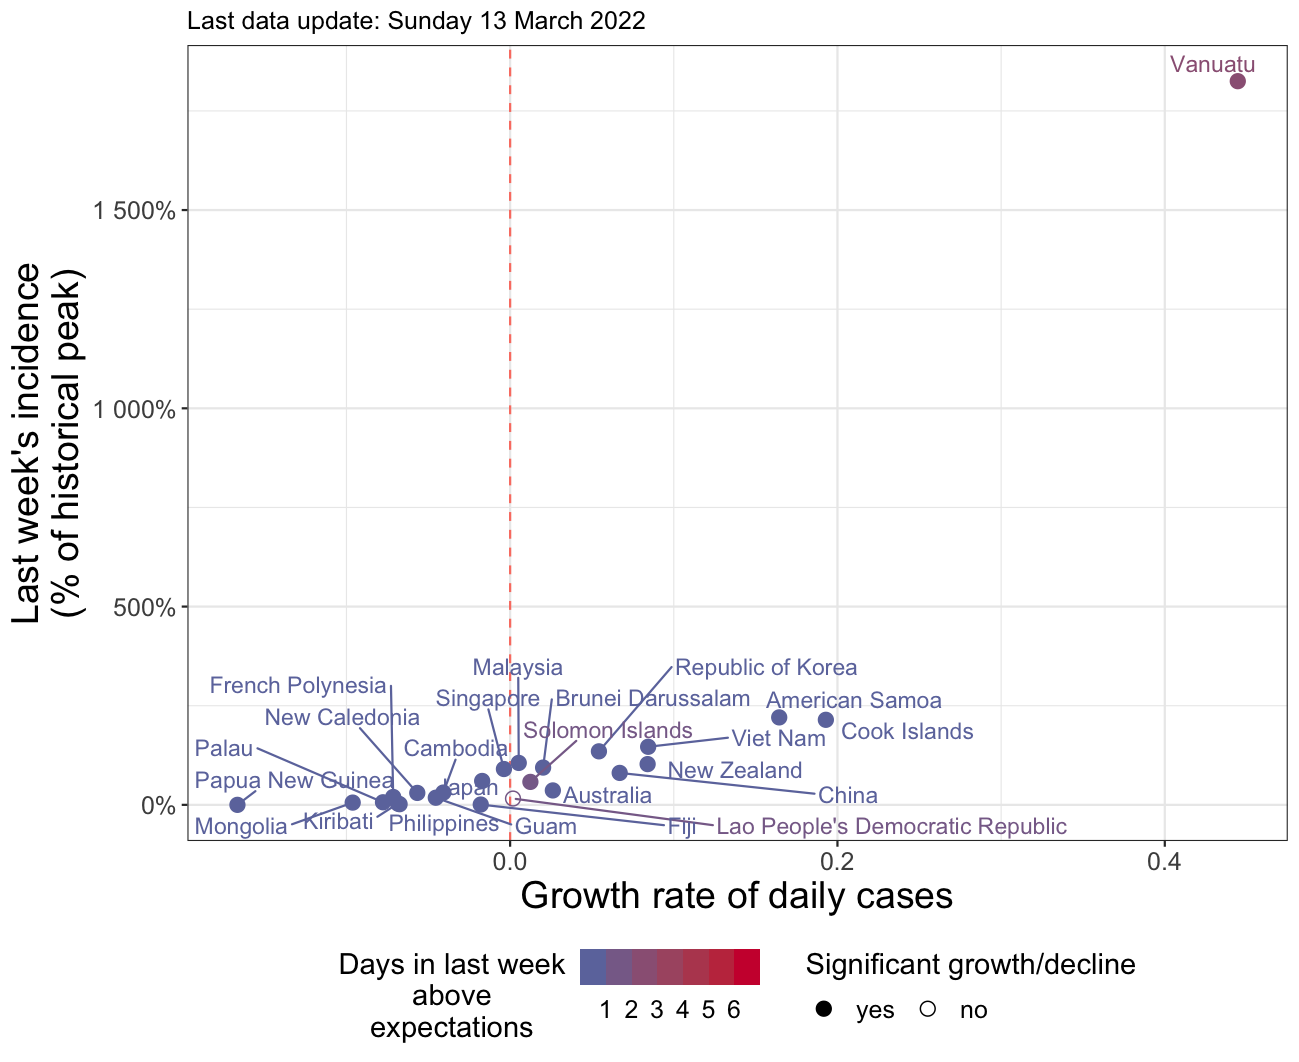 Last data update: Sunday 13 March 2022
Vanuatu
1 500%
1 000%
500%
0%
Last week's incidence
(% of historical peak)
Malaysia
Republic of Korea
French Polynesia
Singapore
Brunei Darussalam
American Samoa
New Caledonia
Solomon Islands
Cook Islands
Viet Nam
Palau
Cambodia
New Zealand
Papua New Guinea
Japan
Australia
China
Mongolia
Kiribati
Philippines
Guam
Fiji
Lao People's Democratic Republic
0.0
0.2
0.4
Growth rate of daily cases
Days in last week
above
expectations
1 2 3 4 5 6
Significant growth/decline
yes
no